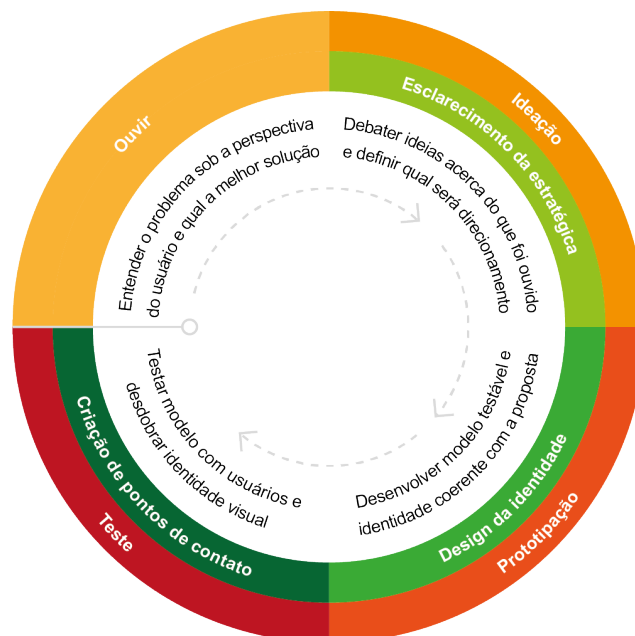 Ouvir
Entender o problema sob a perspectiva
do usuário e qual a melhor solução
Ideação
Esclarecimento da estratégica
Debater ideias acerca do que foi ouvido
e definir qual será direcionamento
Prototipação
Design da identidade
Desenvolver modelo testável e
identidade coerente com a proposta
Teste
Criação de pontos de contato
Testar modelo com usuários e
desdobrar identidade visual